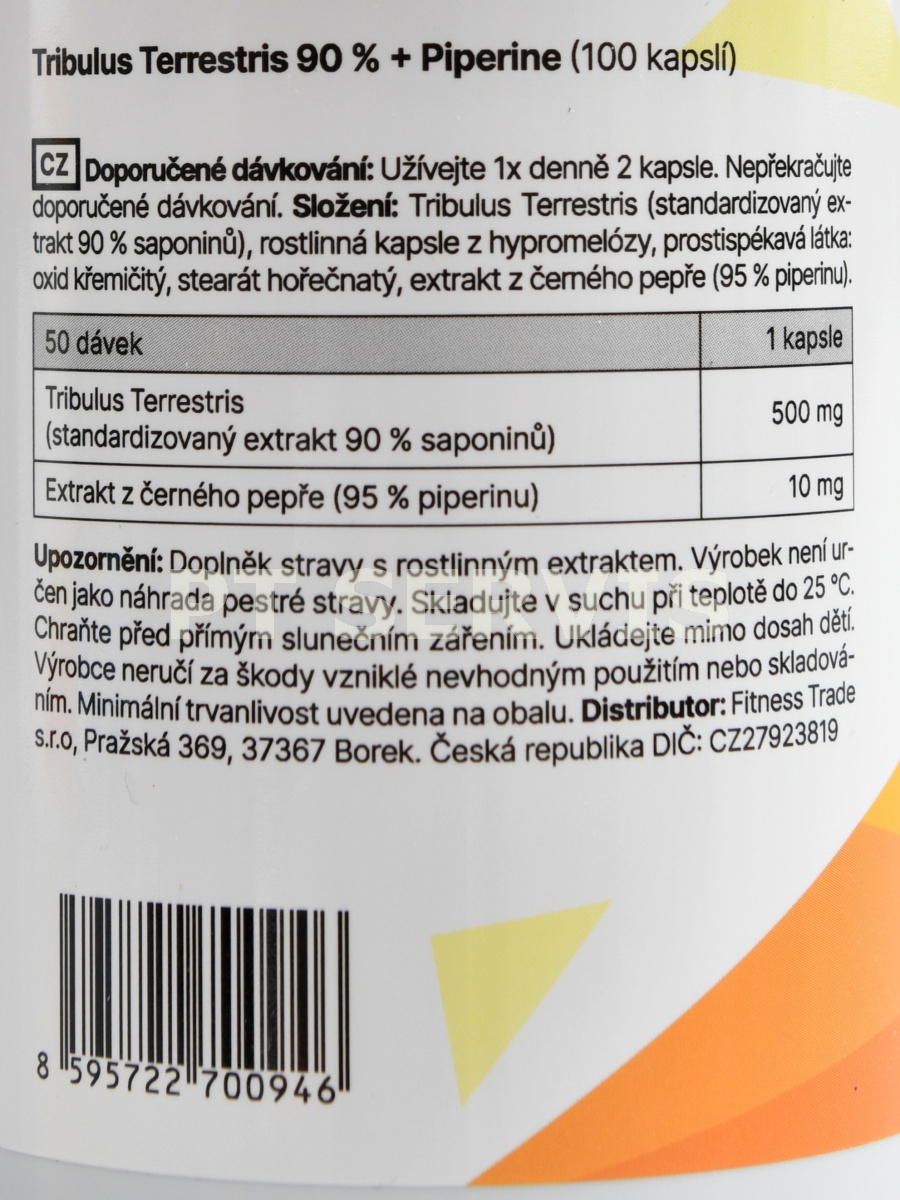 Tribulus Terrestris 90 % + Piperine (100 kapslí)
CZ Doporučené dávkování: Užívejte 1x denně 2 kapsle. Nepřekračujte
doporučené dávkování. Složení: Tribulus Terrestris (standardizovaný ex-
trakt 90 % saponinů), rostlinná kapsle z hypromelózy, protispékavá látka:
oxid křemičitý, stearát hořečnatý, extrakt z černého pepře (95 % piperinu).
50 dávek 1 kapsle
Tribulus Terrestris
(standardizovaný extrakt 90 % saponinů) 500 mg
Extrakt z černého pepře (95 % piperinu) 10 mg
Upozornění: Doplněk stravy s rostlinným extraktem. Výrobek není ur-
čen jako náhrada pestré stravy. Skladujte v suchu při teplotě do 25 °C.
Chraňte před přímým slunečním zářením. Ukládejte mimo dosah dětí.
Výrobce neručí za škody vzniklé nevhodným použitím nebo skladová-
ním. Minimální trvanlivost uvedena na obalu. Distributor: Fitness Trade
s.r.o, Pražská 369, 37367 Borek. Česká republika DIČ: CZ27923819
PT SERVIS
8 595722 700946